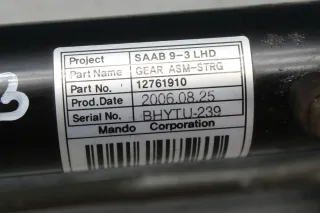 Project SAAB 9-3 LHD
Part Name GEAR ASM-STRG
Part No. 12761910
Prod.Date 2006.08.25
Serial No. BHYTU-239
Mando Corporation